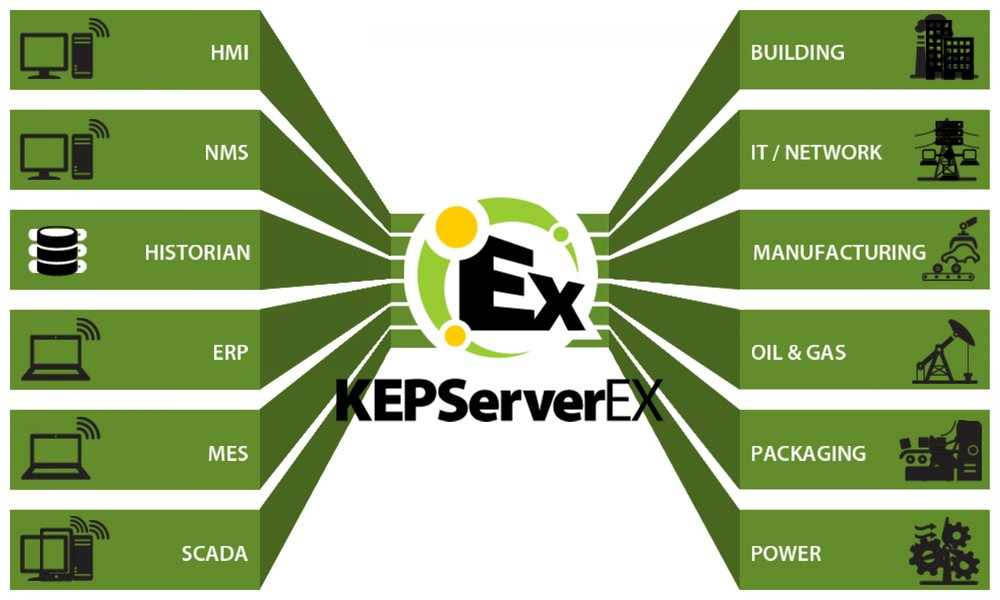 HMI
NMS
HISTORIAN
ERP
MES
SCADA
Ex
KEPServerEX
BUILDING
IT / NETWORK
MANUFACTURING
OIL & GAS
PACKAGING
POWER